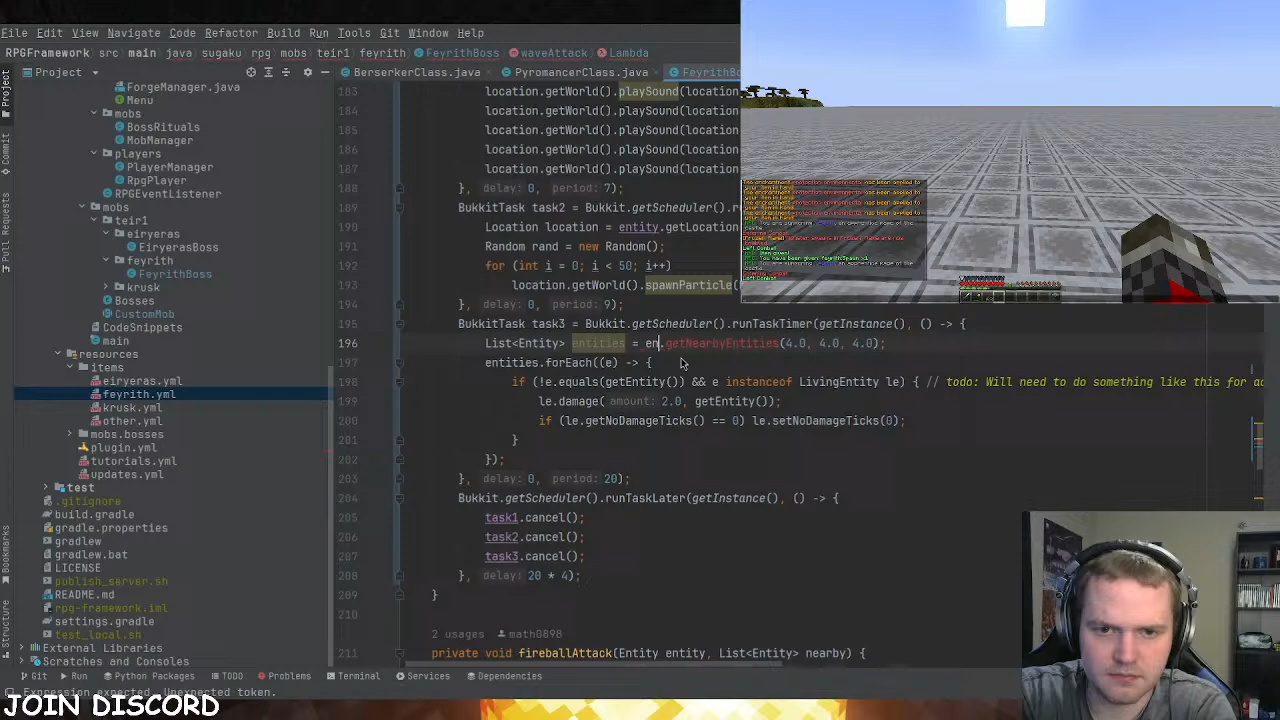 File Edit View Navigate Code Refactor Build Run Tools Git Window Help
RPGFramework src main java sugaku rpg mobs teir1 feyrith FeyrithBoss waveAttack Lambda
Project
BerserkerClass.java PyromancerClass.java FeyrithBo
Project
Commit
Pull Requests
Bookmarks
Structure
ForgeManager.java
Menu
mobs
BossRituals
MobManager
players
PlayerManager
RpgPlayer
RPGEventListener
mobs
teir1
eiryeras
EiryerasBoss
feyrith
FeyrithBoss
krusk
Bosses
CustomMob
CodeSnippets
main
resources
items
eiryeras.yml
feyrith.yml
krusk.yml
other.yml
mobs.bosses
plugin.yml
tutorials.yml
updates.yml
test
.gitignore
build.gradle
gradle.properties
gradlew
gradlew.bat
LICENSE
publish_server.sh
README.md
rpg-framework.iml
settings.gradle
test_local.sh
External Libraries
Scratches and Consoles
183 location.getWorld().playSound(location
184 location.getWorld().playSound(location
185 location.getWorld().playSound(location
186 location.getWorld().playSound(location
187 location.getWorld().playSound(location
188 }, delay: 0, period: 7);
189 BukkitTask task2 = Bukkit.getScheduler().ru
190 Location location = entity.getLocation
191 Random rand = new Random();
192 for (int i = 0; i < 50; i++)
193 location.getWorld().spawnParticle(
194 }, delay: 0, period: 9);
195 BukkitTask task3 = Bukkit.getScheduler().runTaskTimer(getInstance(), () -> {
196 List<Entity> entities = en.getNearbyEntities(4.0, 4.0, 4.0);
197 entities.forEach((e) -> {
198 if (!e.equals(getEntity()) && e instanceof LivingEntity le) { // todo: Will need to do something like this for ad
199 le.damage( amount: 2.0, getEntity());
200 if (le.getNoDamageTicks() == 0) le.setNoDamageTicks(0);
201 }
202 });
203 }, delay: 0, period: 20);
204 Bukkit.getScheduler().runTaskLater(getInstance(), () -> {
205 task1.cancel();
206 task2.cancel();
207 task3.cancel();
208 }, delay: 20 * 4);
209 }
210
2 usages math0898
211 private void fireballAttack(Entity entity, List<Entity> nearby) {
Git Run Python Packages TODO Problems Terminal Services Dependencies
Expression expected. Unexpected token.
JOIN DISCORD